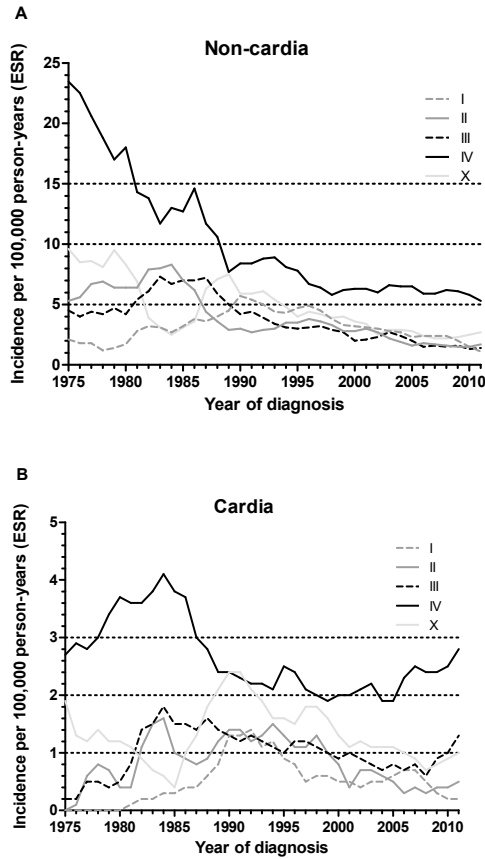 A
Non-cardia
Incidence per 100,000 person-years (ESR)
25
20
15
10
5
0
I
II
III
IV
X
1975 1980 1985 1990 1995 2000 2005 2010
Year of diagnosis
B
Cardia
Incidence per 100,000 person-years (ESR)
5
4
3
2
1
0
I
II
III
IV
X
1975 1980 1985 1990 1995 2000 2005 2010
Year of diagnosis